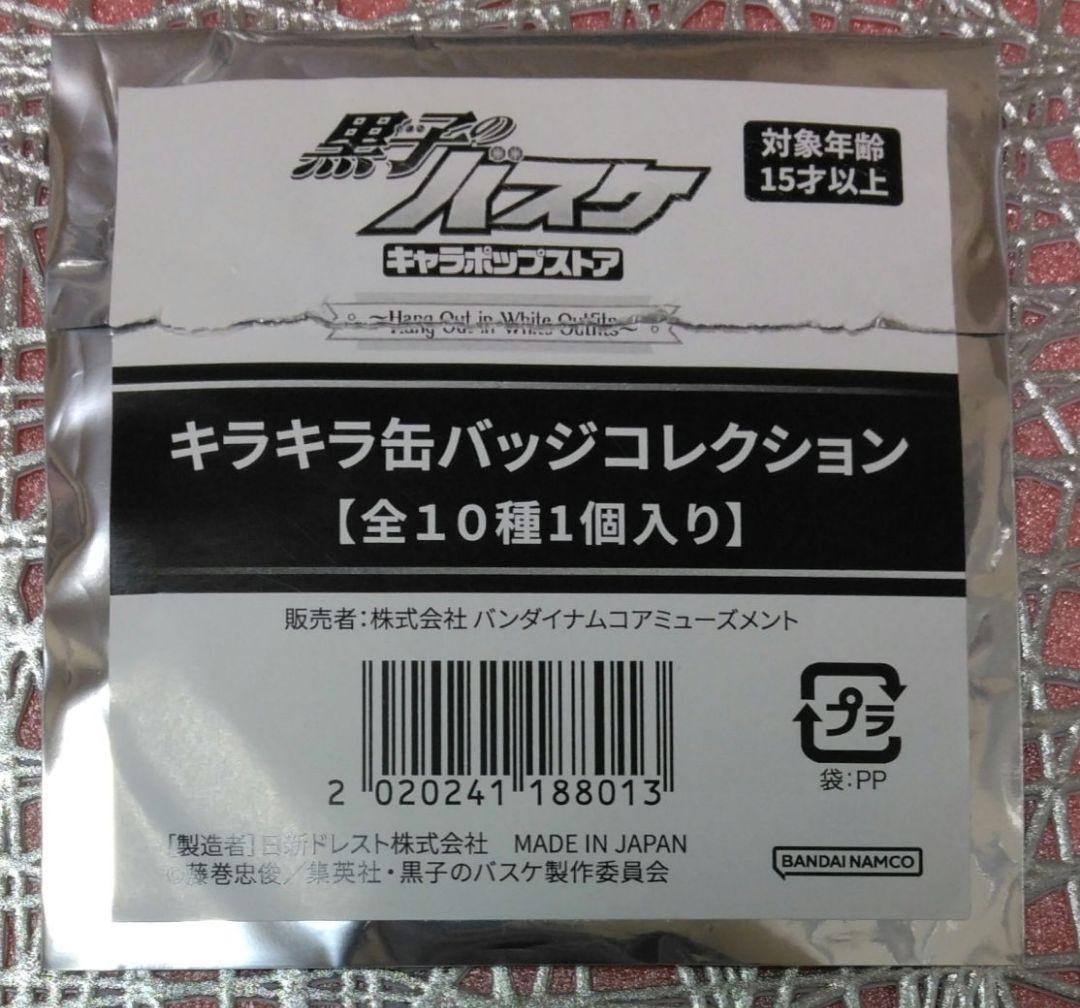 黒子の
バスケ
対象年齢
15才以上
キャラポップストア
~Hang Out in White Outfits~
キラキラ缶バッジコレクション
【全10種1個入り】
販売者:株式会社 バンダイナムコアミューズメント
2 020241 188013
プラ
袋:PP
[製造者]日新ドレスト株式会社 MADE IN JAPAN
©藤巻忠俊/集英社・黒子のバスケ製作委員会
BANDAI NAMCO